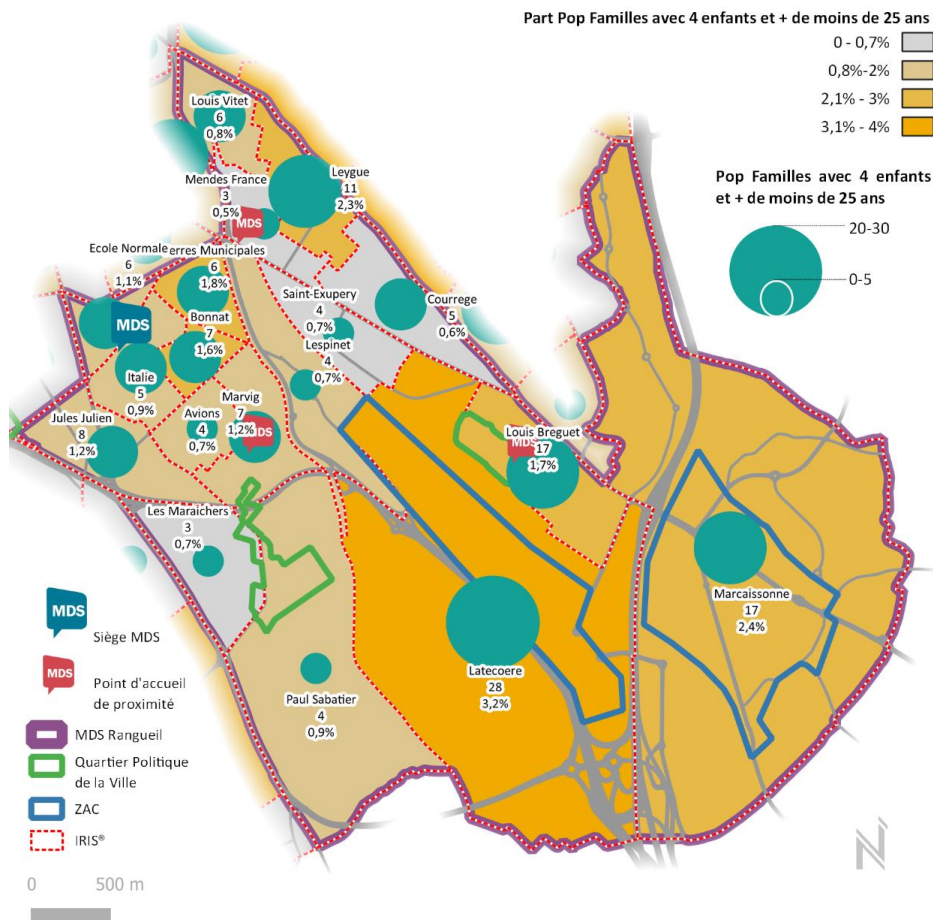 Part Pop Familles avec 4 enfants et + de moins de 25 ans
0 - 0,7%
0,8%-2%
2,1% - 3%
3,1% - 4%
Pop Familles avec 4 enfants
et + de moins de 25 ans
20-30
0-5
Louis Vitet
6
0,8%
Mendes France
3
0,5%
MDS
Leygue
11
2,3%
Ecole Normale
6
1,1%
erres Municipales
6
1,8%
MDS
Bonnat
7
1,6%
Saint-Exupery
4
0,7%
Courrege
5
0,6%
Lespinet
4
0,7%
Italie
5
0,9%
Marvig
7
1,2%
MDS
Avions
4
0,7%
Jules Julien
8
1,2%
Louis Breguet
MDS
17
1,7%
Les Maraichers
3
0,7%
Marcaissonne
17
2,4%
Latecoere
28
3,2%
Paul Sabatier
4
0,9%
MDS
Siège MDS
MDS
Point d'accueil
de proximité
MDS Rangueil
Quartier Politique
de la Ville
ZAC
IRIS®
0 500 m
N